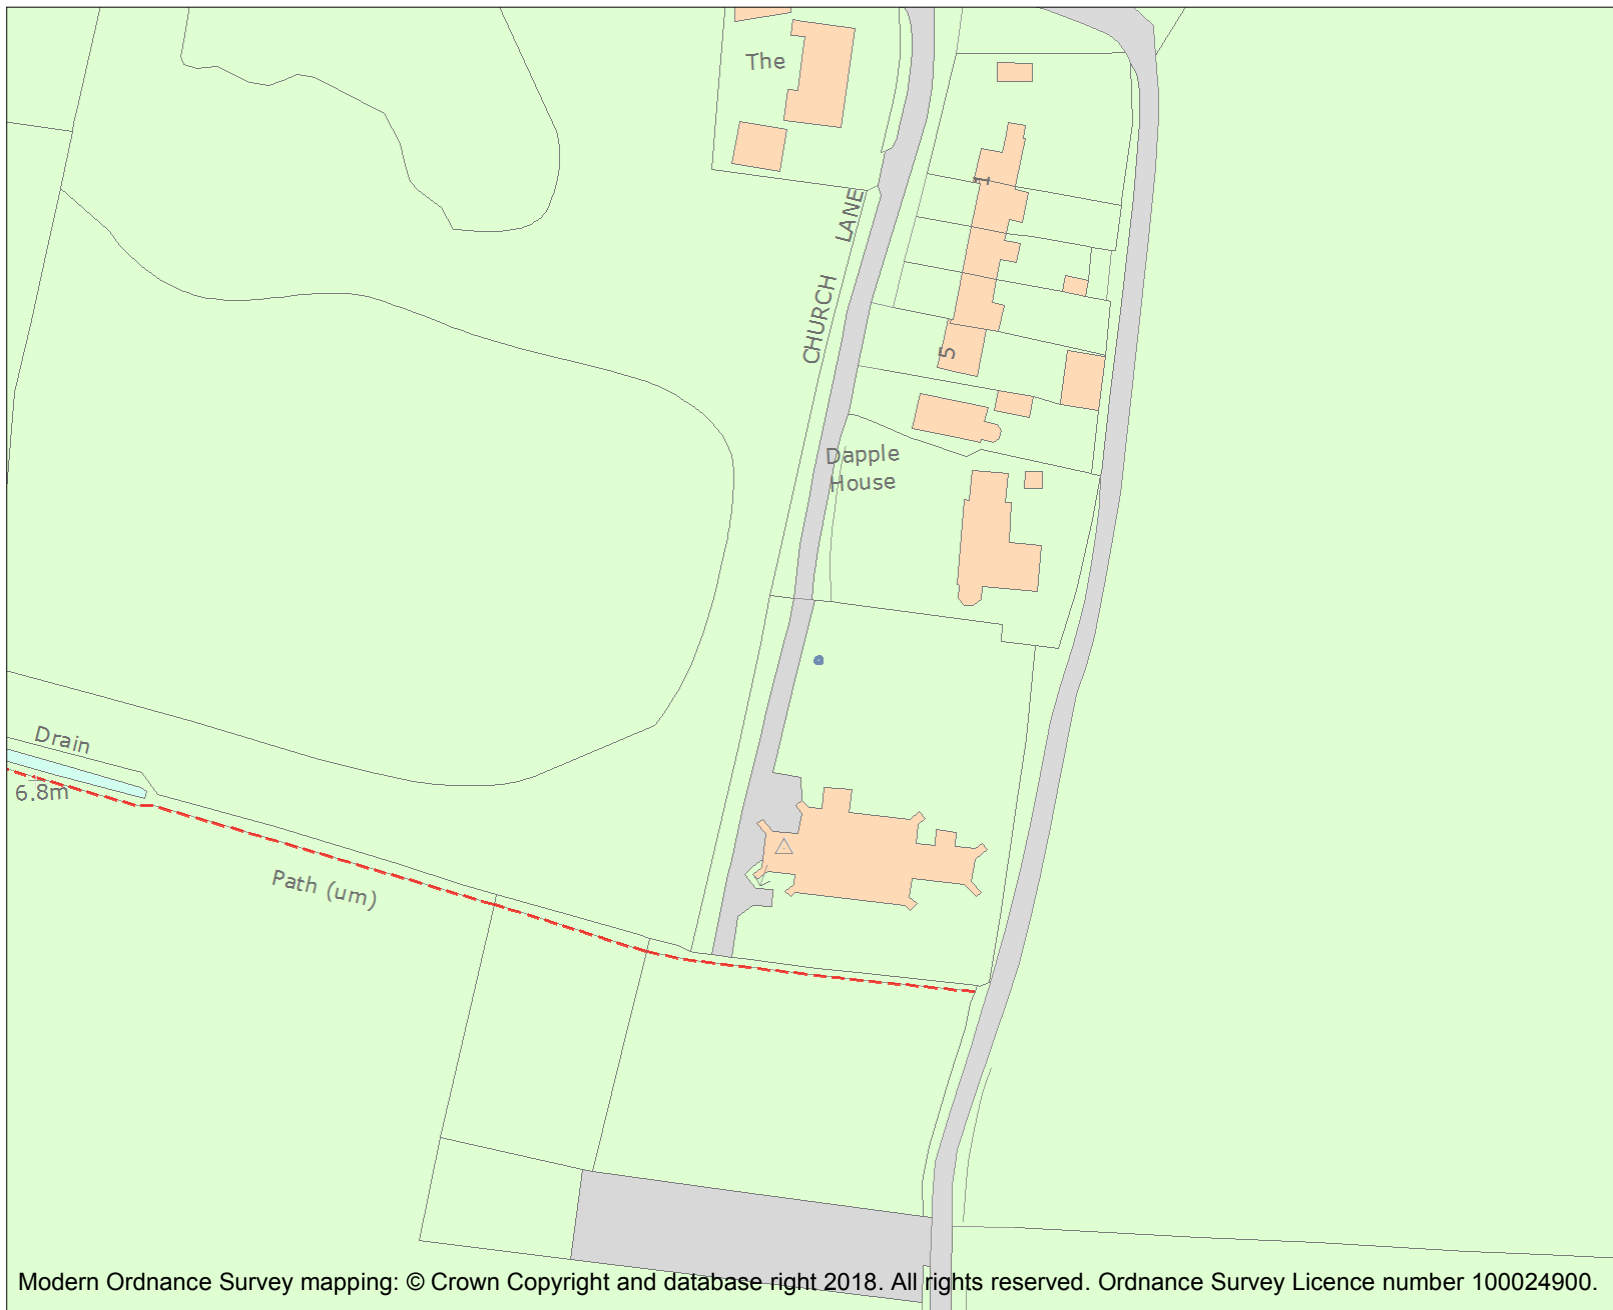 The
1
CHURCH LANE
5
Dapple
House
Drain
6.8m
Path (um)
Modern Ordnance Survey mapping: © Crown Copyright and database right 2018. All rights reserved. Ordnance Survey Licence number 100024900.